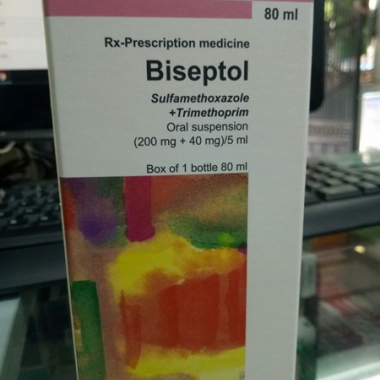 80 ml
Rx-Prescription medicine
Biseptol
Sulfamethoxazole
+Trimethoprim
Oral suspension
(200 mg + 40 mg)/5 ml
Box of 1 bottle 80 ml